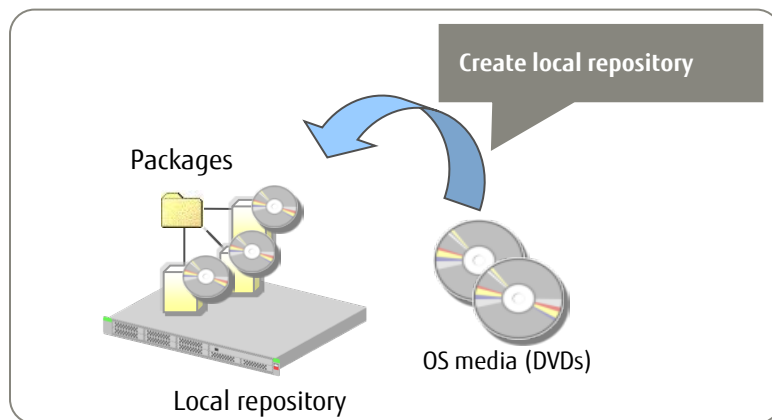 Create local repository
Packages
OS media (DVDs)
Local repository